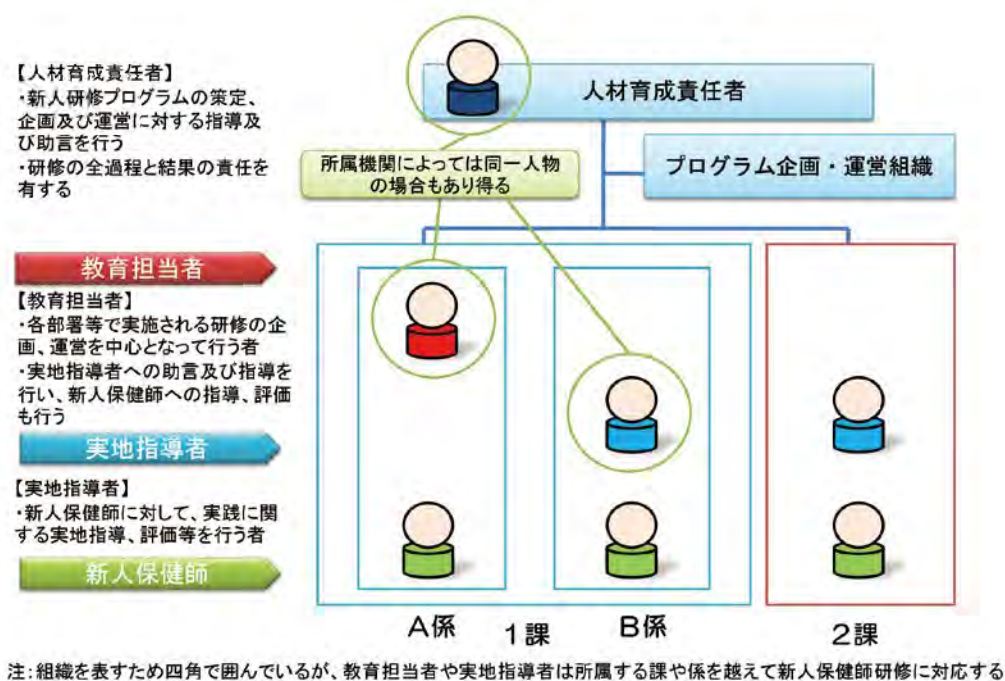 【人材育成責任者】
・新人研修プログラムの策定、
企画及び運営に対する指導及
び助言を行う
・研修の全過程と結果の責任を
有する
人材育成責任者
所属機関によっては同一人物
の場合もあり得る
プログラム企画・運営組織
教育担当者
【教育担当者】
・各部署等で実施される研修の企
画、運営を中心となって行う者
・実地指導者への助言及び指導を
行い、新人保健師への指導、評価
も行う
実地指導者
【実地指導者】
・新人保健師に対して、実践に関
する実地指導、評価等を行う者
新人保健師
A係
1課
B係
2課
注:組織を表すため四角で囲んでいるが、教育担当者や実地指導者は所属する課や係を越えて新人保健師研修に対応する